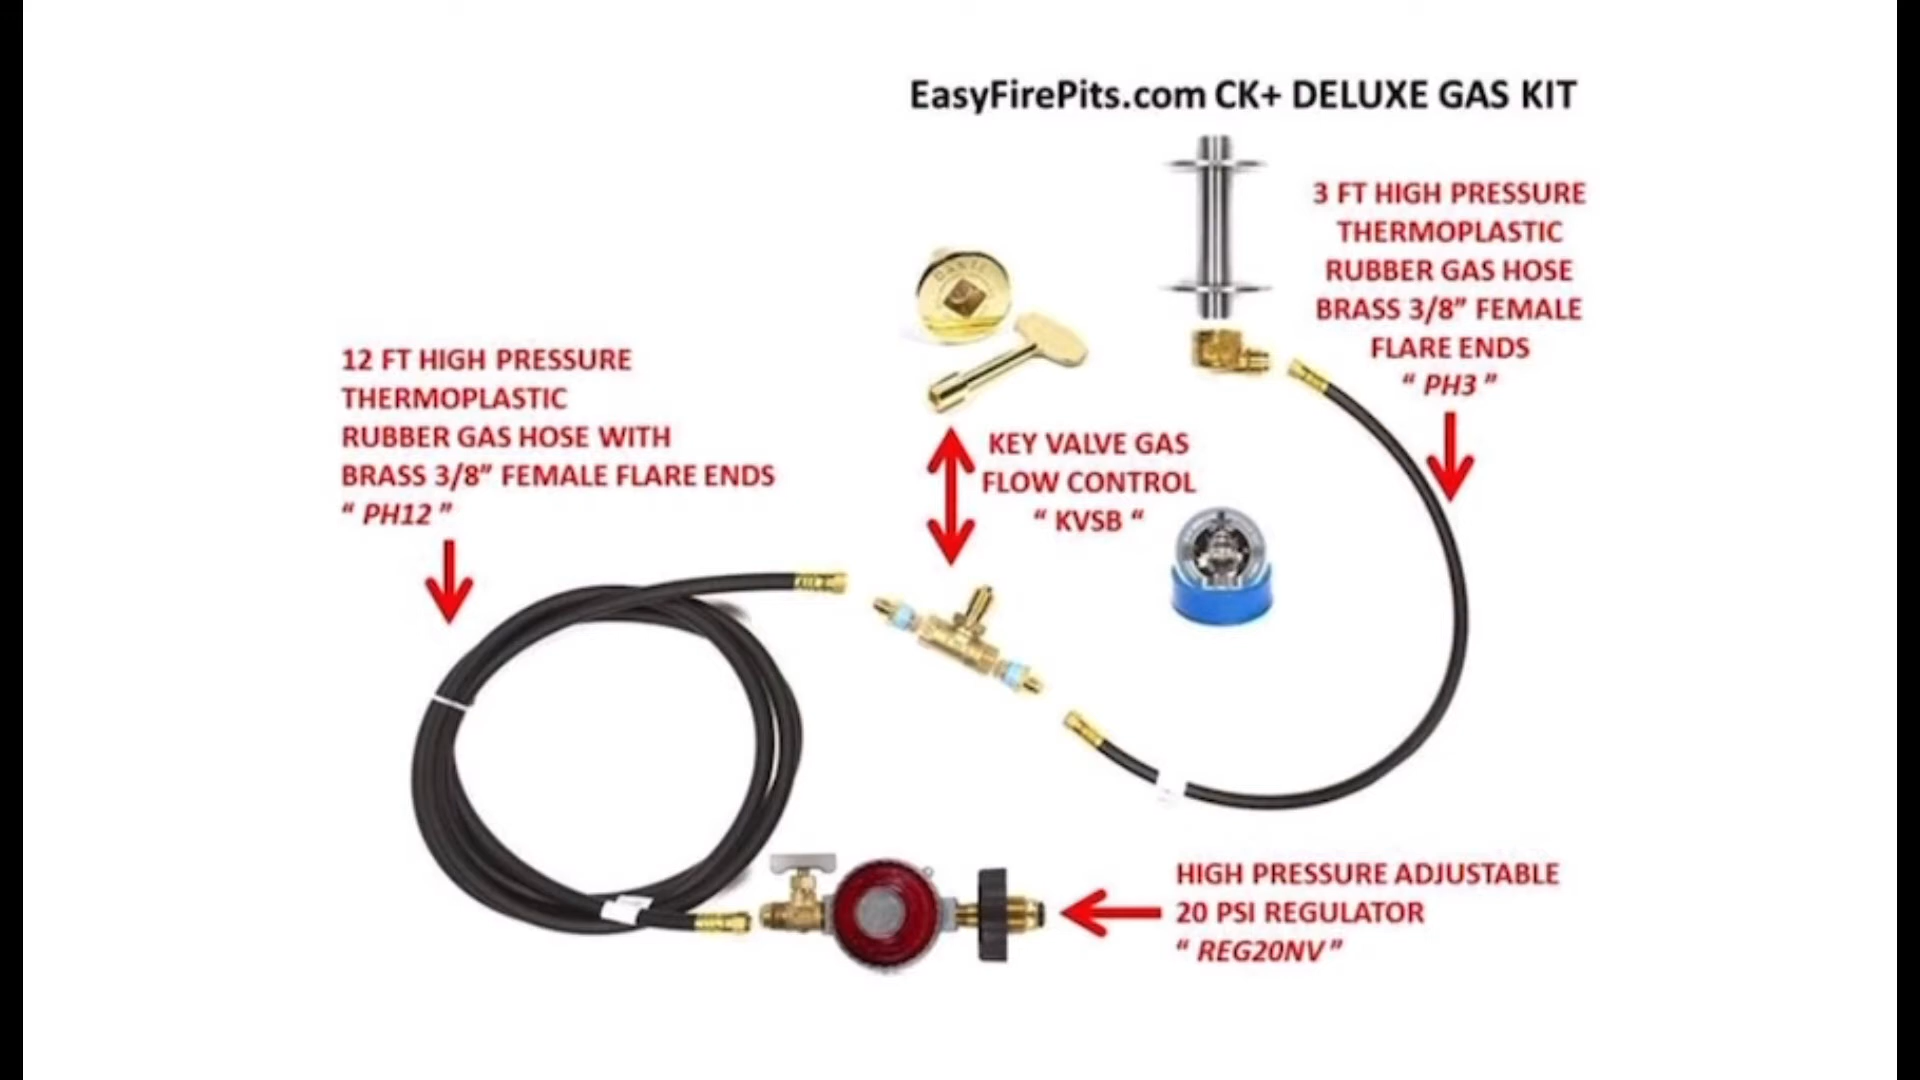 EasyFirePits.com CK+ DELUXE GAS KIT
3 FT HIGH PRESSURE
THERMOPLASTIC
RUBBER GAS HOSE
BRASS 3/8” FEMALE
FLARE ENDS
“ PH3 ”
DANTE
12 FT HIGH PRESSURE
THERMOPLASTIC
RUBBER GAS HOSE WITH
BRASS 3/8” FEMALE FLARE ENDS
“ PH12 ”
KEY VALVE GAS
FLOW CONTROL
“ KVSB “
HIGH PRESSURE ADJUSTABLE
20 PSI REGULATOR
“ REG20NV ”